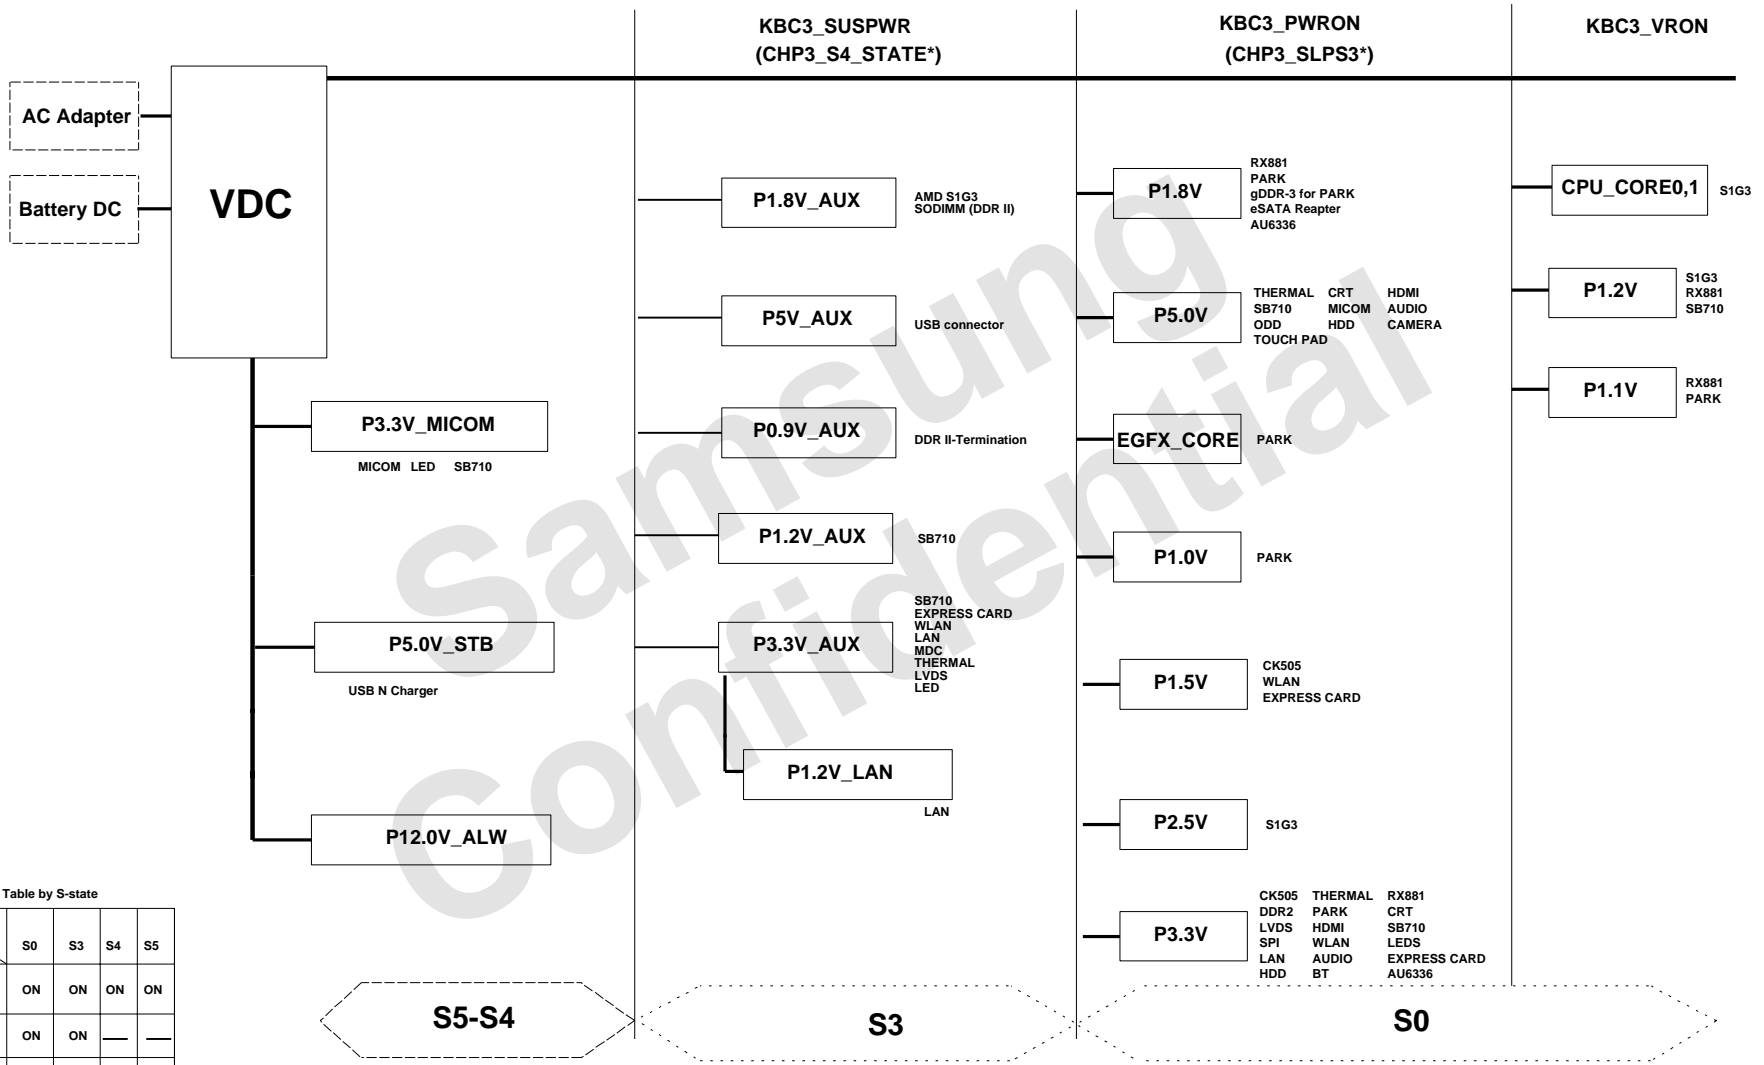 KBC3_SUSPWR
(CHP3_S4_STATE*)
KBC3_PWRON
(CHP3_SLPS3*)
KBC3_VRON
AC Adapter
Battery DC
VDC
P3.3V_MICOM
MICOM LED SB710
P5.0V_STB
USB N Charger
P12.0V_ALW
P1.8V_AUX
AMD S1G3
SODIMM (DDR II)
P5V_AUX
USB connector
P0.9V_AUX
DDR II-Termination
P1.2V_AUX
SB710
P3.3V_AUX
SB710
EXPRESS CARD
WLAN
LAN
MDC
THERMAL
LVDS
LED
P1.2V_LAN
LAN
P1.8V
RX881
PARK
gDDR-3 for PARK
eSATA Reapter
AU6336
P5.0V
THERMAL CRT HDMI
SB710 MICOM AUDIO
ODD HDD CAMERA
TOUCH PAD
EGFX_CORE
PARK
P1.0V
PARK
P1.5V
CK505
WLAN
EXPRESS CARD
P2.5V
S1G3
P3.3V
CK505 THERMAL RX881
DDR2 PARK CRT
LVDS HDMI SB710
SPI WLAN LEDS
LAN AUDIO EXPRESS CARD
HDD BT AU6336
CPU_CORE0,1
S1G3
P1.2V
S1G3
RX881
SB710
P1.1V
RX881
PARK
Table by S-state
S0 S3 S4 S5
ON ON ON ON
ON ON — —
S5-S4
S3
S0
Samsung
Confidential